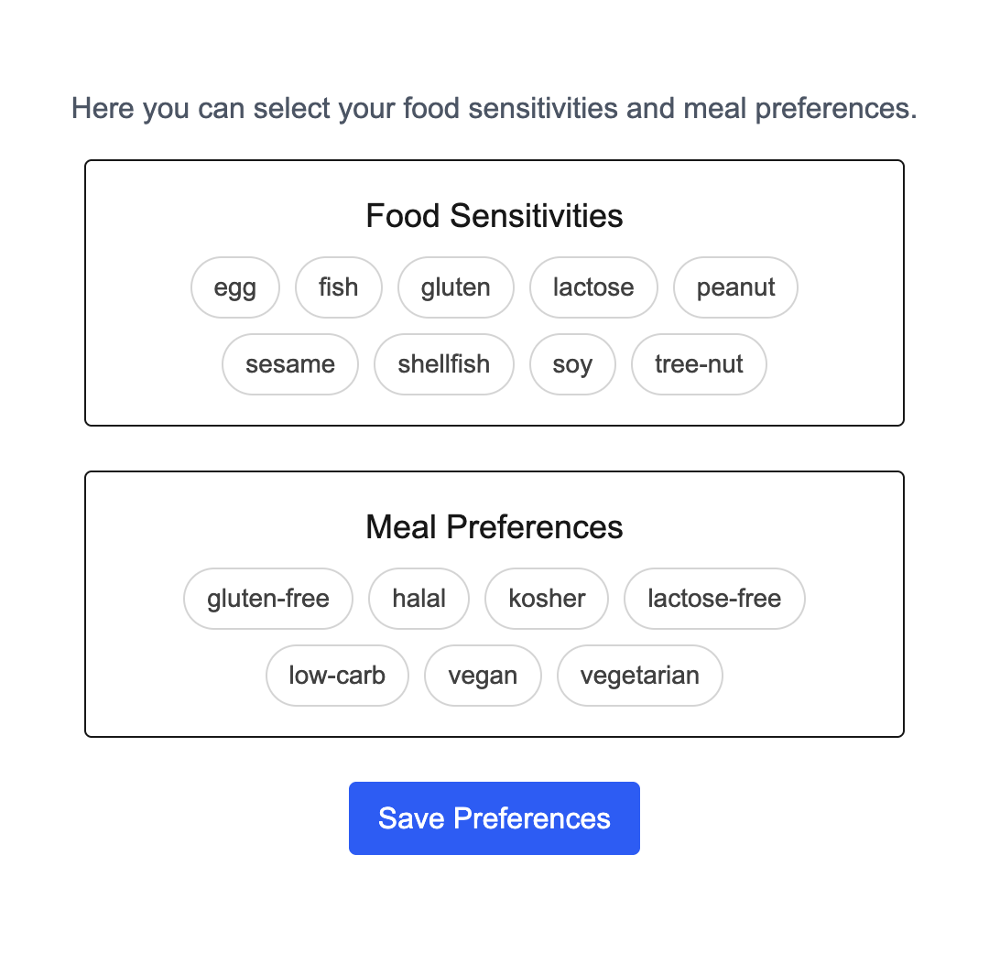 Here you can select your food sensitivities and meal preferences.
Food Sensitivities
egg fish gluten lactose peanut
sesame shellfish soy tree-nut
Meal Preferences
gluten-free halal kosher lactose-free
low-carb vegan vegetarian
Save Preferences